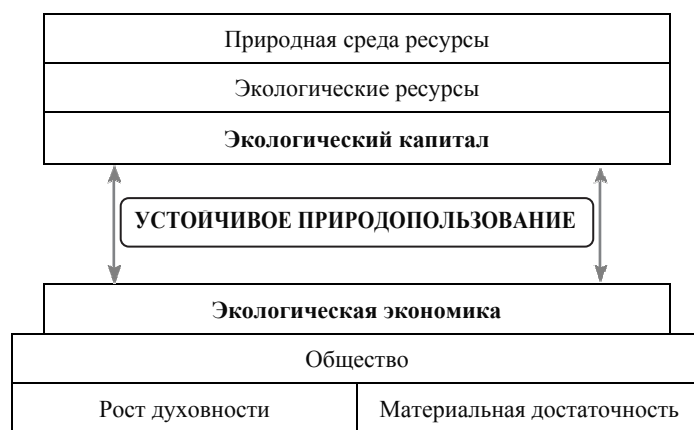 Природная среда ресурсы
Экологические ресурсы
Экологический капитал
УСТОЙЧИВОЕ ПРИРОДОПОЛЬЗОВАНИЕ
Экологическая экономика
Общество
Рост духовности
Материальная достаточность